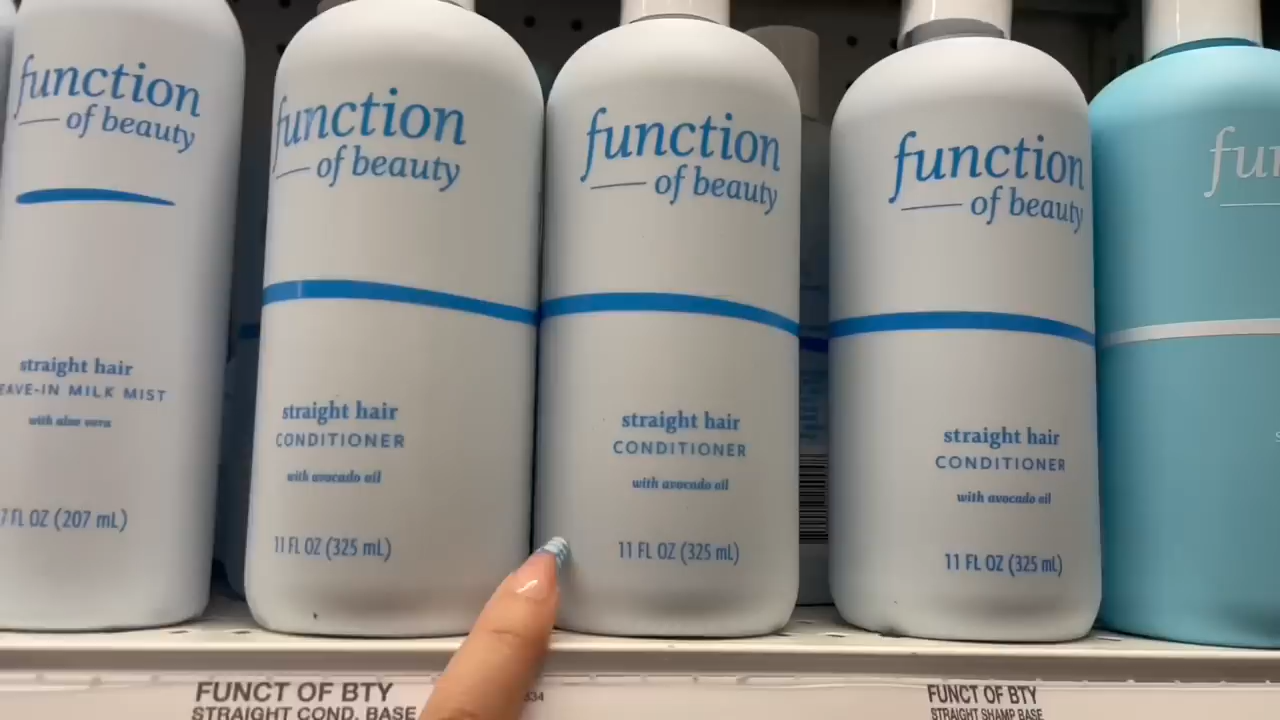 function
of beauty
straight hair
EAVE-IN MILK MIST
with aloe vera
7 FL OZ (207 mL)
function
of beauty
straight hair
CONDITIONER
with avocado oil
11 FL OZ (325 mL)
function
of beauty
straight hair
CONDITIONER
with avocado oil
11 FL OZ (325 mL)
function
of beauty
straight hair
CONDITIONER
with avocado oil
11 FL OZ (325 mL)
fu
FUNCT OF BTY
STRAIGHT COND. BASE
334
FUNCT OF BTY
STRAIGHT SHAMP BASE